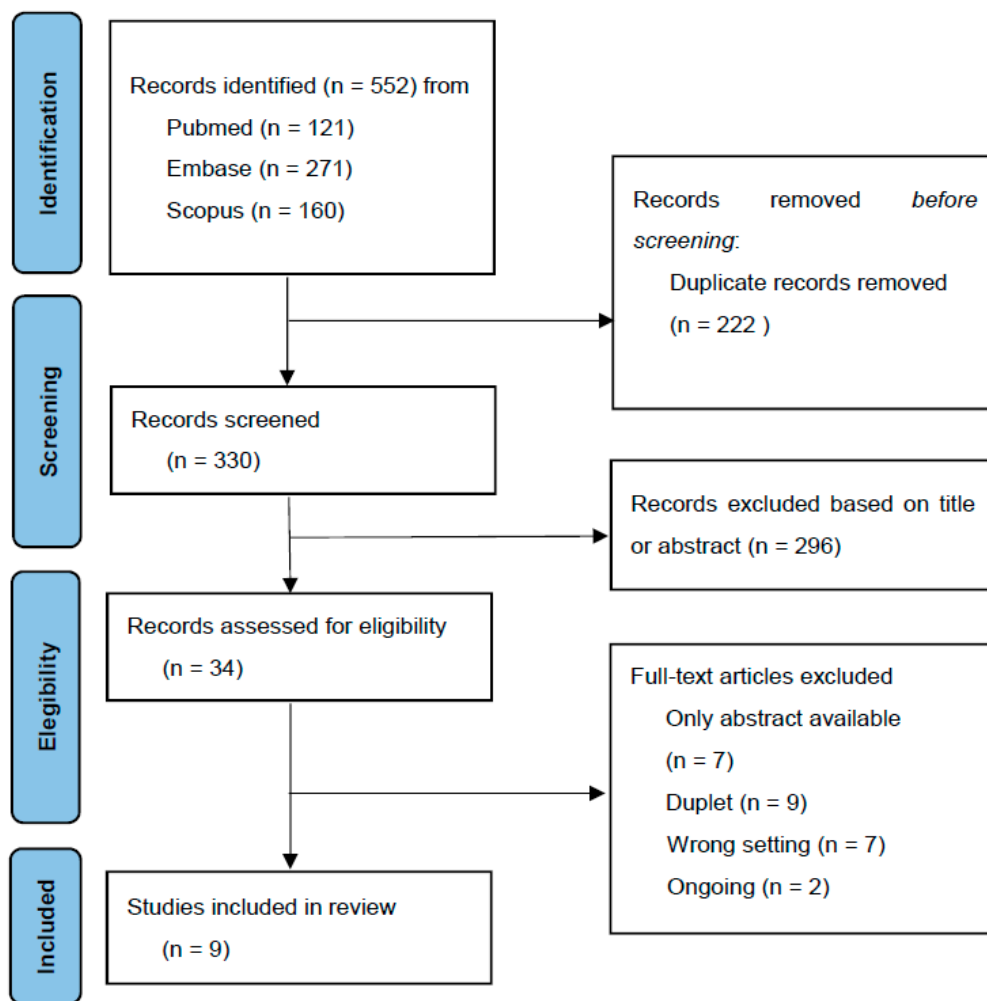 Identification
Records identified (n = 552) from
Pubmed (n = 121)
Embase (n = 271)
Scopus (n = 160)
Records removed before
screening:
Duplicate records removed
(n = 222 )
Screening
Records screened
(n = 330)
Records excluded based on title
or abstract (n = 296)
Elegibility
Records assessed for eligibility
(n = 34)
Full-text articles excluded
Only abstract available
(n = 7)
Duplet (n = 9)
Wrong setting (n = 7)
Ongoing (n = 2)
Included
Studies included in review
(n = 9)